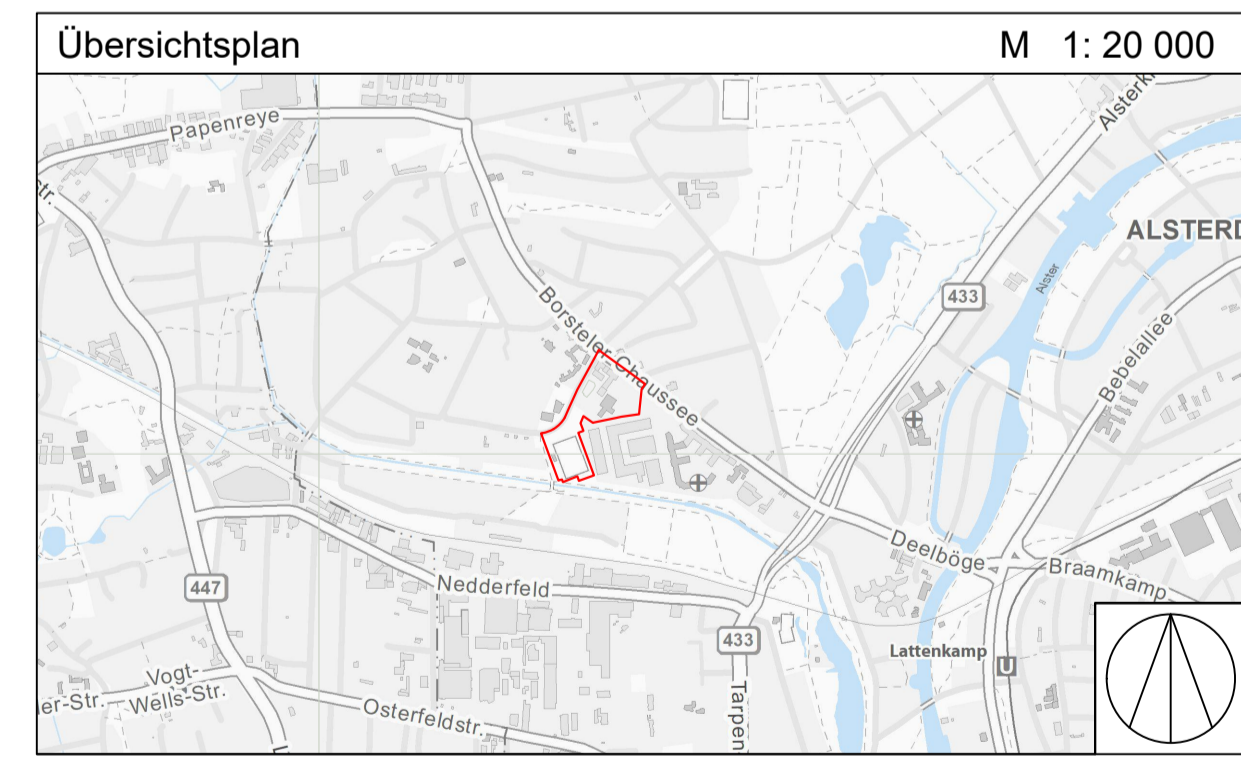 Übersichtsplan
M 1: 20 000
Papenreye
Alsterk
str.
ALSTERD
Alster
433
Borsteler Chaussee
Bebelallee
447
Nedderfeld
Deelböge
Braamkamp
433
Lattenkamp
U
Vogt-
Wells-Str.
er-Str.
Osterfeldstr.
Tarpen